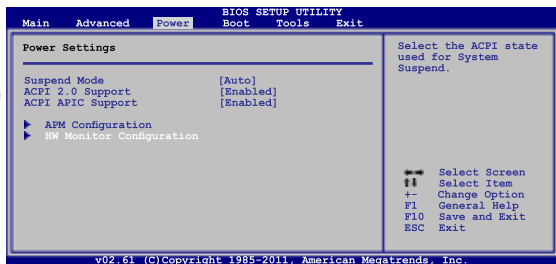 BIOS SETUP UTILITY
Main Advanced Power Boot Tools Exit
Power Settings
Suspend Mode [Auto]
ACPI 2.0 Support [Enabled]
ACPI APIC Support [Enabled]
APM Configuration
HW Monitor Configuration
Select the ACPI state
used for System
Suspend.
Select Screen
Select Item
+- Change Option
F1 General Help
F10 Save and Exit
ESC Exit
v02.61 (C)Copyright 1985-2011, American Megatrends, Inc.